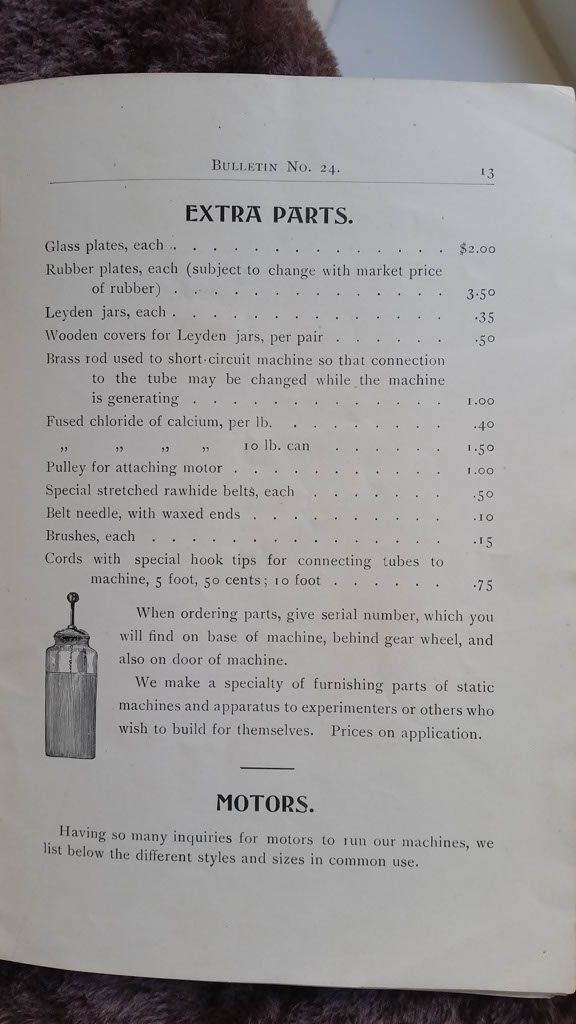 BULLETIN NO. 24. 13
EXTRA PARTS.
Glass plates, each . . . . . . . . . . . . . . $2.00
Rubber plates, each (subject to change with market price
of rubber) . . . . . . . . . . . . . 3.50
Leyden jars, each . . . . . . . . . . . . . . .35
Wooden covers for Leyden jars, per pair . . . . . . .50
Brass rod used to short-circuit machine so that connection
to the tube may be changed while the machine
is generating . . . . . . . . . . . . 1.00
Fused chloride of calcium, per lb. . . . . . . . . .40
„ „ „ „ 10 lb. can . . . . . . 1.50
Pulley for attaching motor . . . . . . . . . . . 1.00
Special stretched rawhide belts, each . . . . . . . .50
Belt needle, with waxed ends . . . . . . . . . . .10
Brushes, each . . . . . . . . . . . . . . . .15
Cords with special hook tips for connecting tubes to
machine, 5 foot, 50 cents; 10 foot . . . . . . .75
When ordering parts, give serial number, which you
will find on base of machine, behind gear wheel, and
also on door of machine.
We make a specialty of furnishing parts of static
machines and apparatus to experimenters or others who
wish to build for themselves. Prices on application.
MOTORS.
Having so many inquiries for motors to run our machines, we
list below the different styles and sizes in common use.